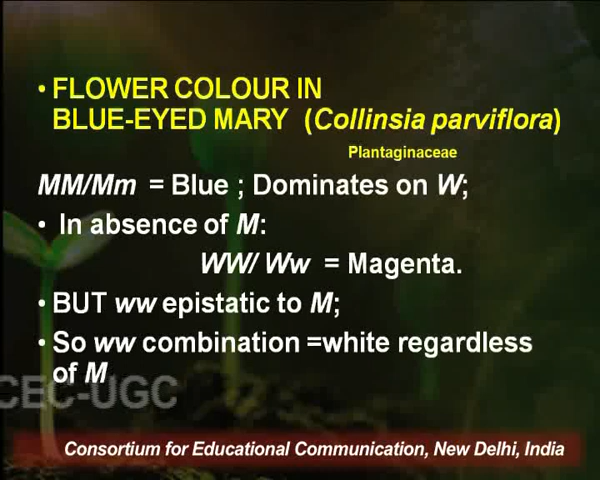 • FLOWER COLOUR IN
BLUE-EYED MARY (Collinsia parviflora)
Plantaginaceae
MM/Mm = Blue ; Dominates on W;
• In absence of M:
WW/ Ww = Magenta.
• BUT ww epistatic to M;
• So ww combination =white regardless
of M
CEC-UGC
Consortium for Educational Communication, New Delhi, India